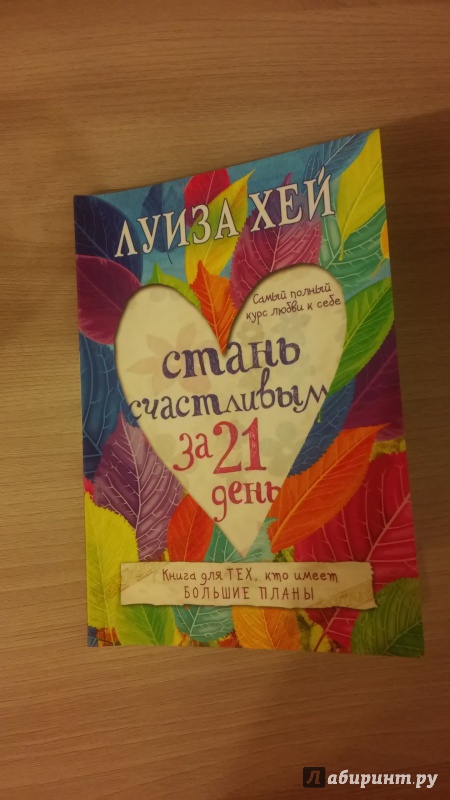 ЛУИЗА ХЕЙ
Самый полный
курс любви к себе
стань
счастливым
за 21
день
Книга для ТЕХ, кто имеет
БОЛЬШИЕ ПЛАНЫ
Лабиринт.ру